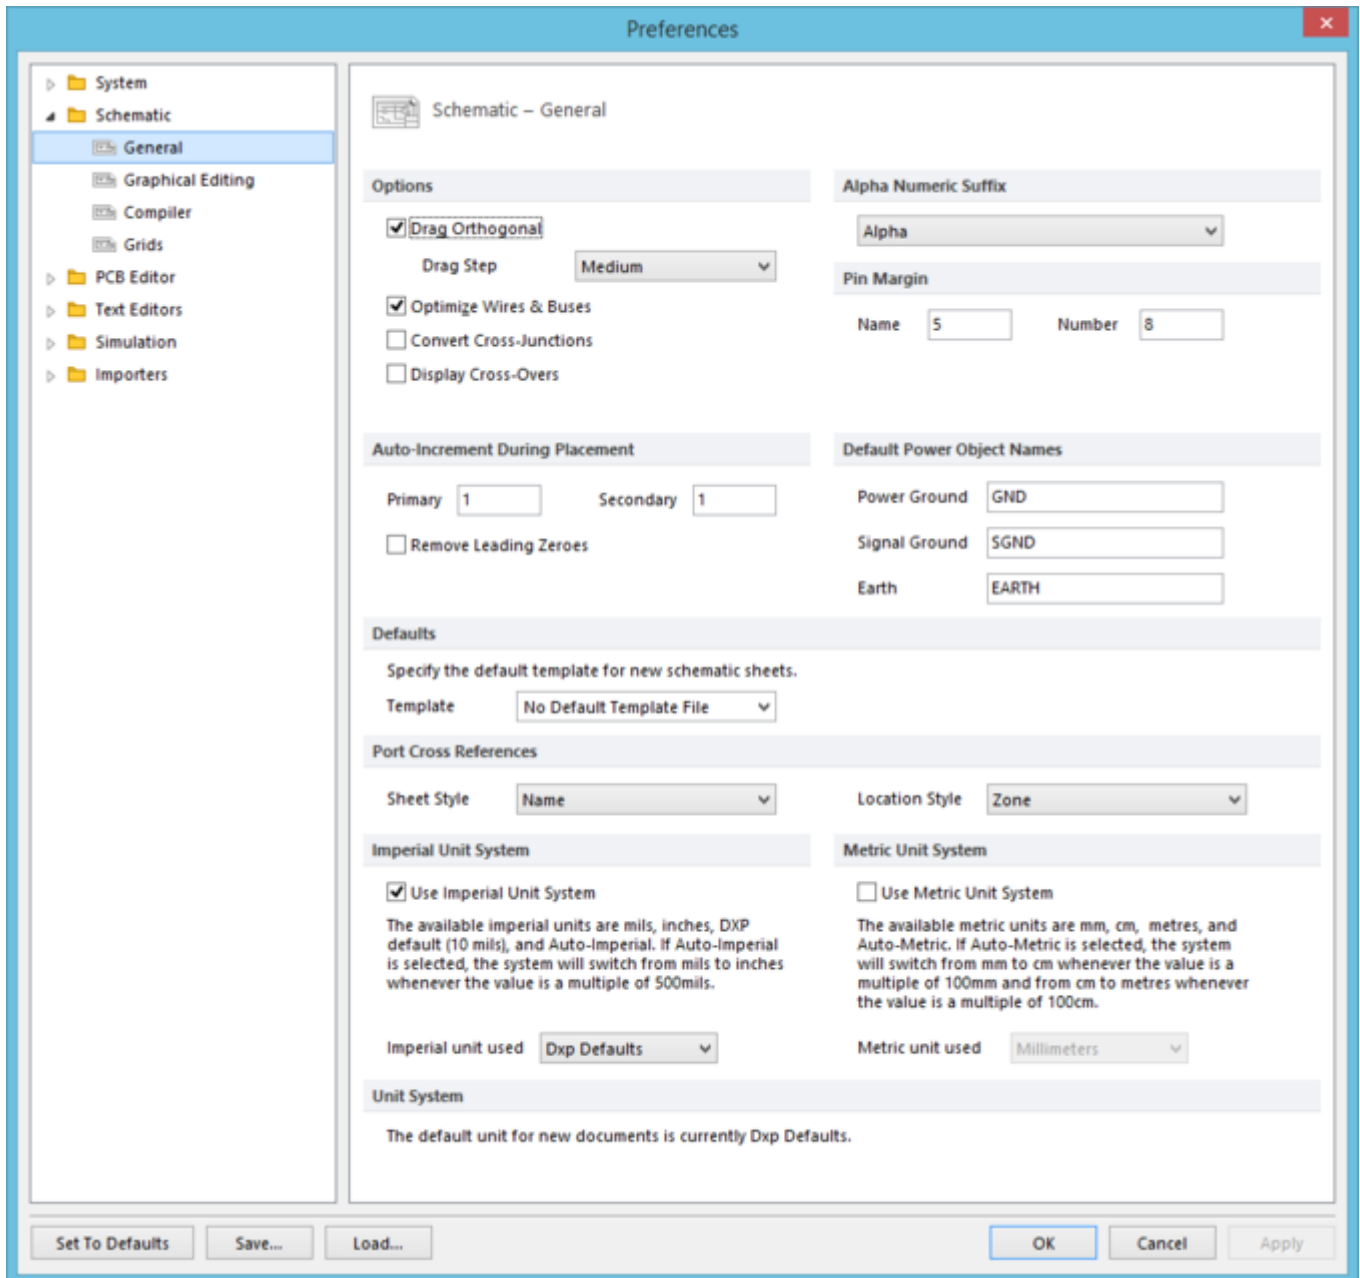 Preferences
System
Schematic
General
Graphical Editing
Compiler
Grids
PCB Editor
Text Editors
Simulation
Importers
Schematic – General
Options
Drag Orthogonal
Drag Step Medium
Optimize Wires & Buses
Convert Cross-Junctions
Display Cross-Overs
Alpha Numeric Suffix
Alpha
Pin Margin
Name 5 Number 8
Auto-Increment During Placement
Primary 1 Secondary 1
Remove Leading Zeroes
Default Power Object Names
Power Ground GND
Signal Ground SGND
Earth EARTH
Defaults
Specify the default template for new schematic sheets.
Template No Default Template File
Port Cross References
Sheet Style Name Location Style Zone
Imperial Unit System
Use Imperial Unit System
The available imperial units are mils, inches, DXP
default (10 mils), and Auto-Imperial. If Auto-Imperial
is selected, the system will switch from mils to inches
whenever the value is a multiple of 500mils.
Imperial unit used Dxp Defaults
Metric Unit System
Use Metric Unit System
The available metric units are mm, cm, metres, and
Auto-Metric. If Auto-Metric is selected, the system
will switch from mm to cm whenever the value is a
multiple of 100mm and from cm to metres whenever
the value is a multiple of 100cm.
Metric unit used Millimeters
Unit System
The default unit for new documents is currently Dxp Defaults.
Set To Defaults Save... Load... OK Cancel Apply